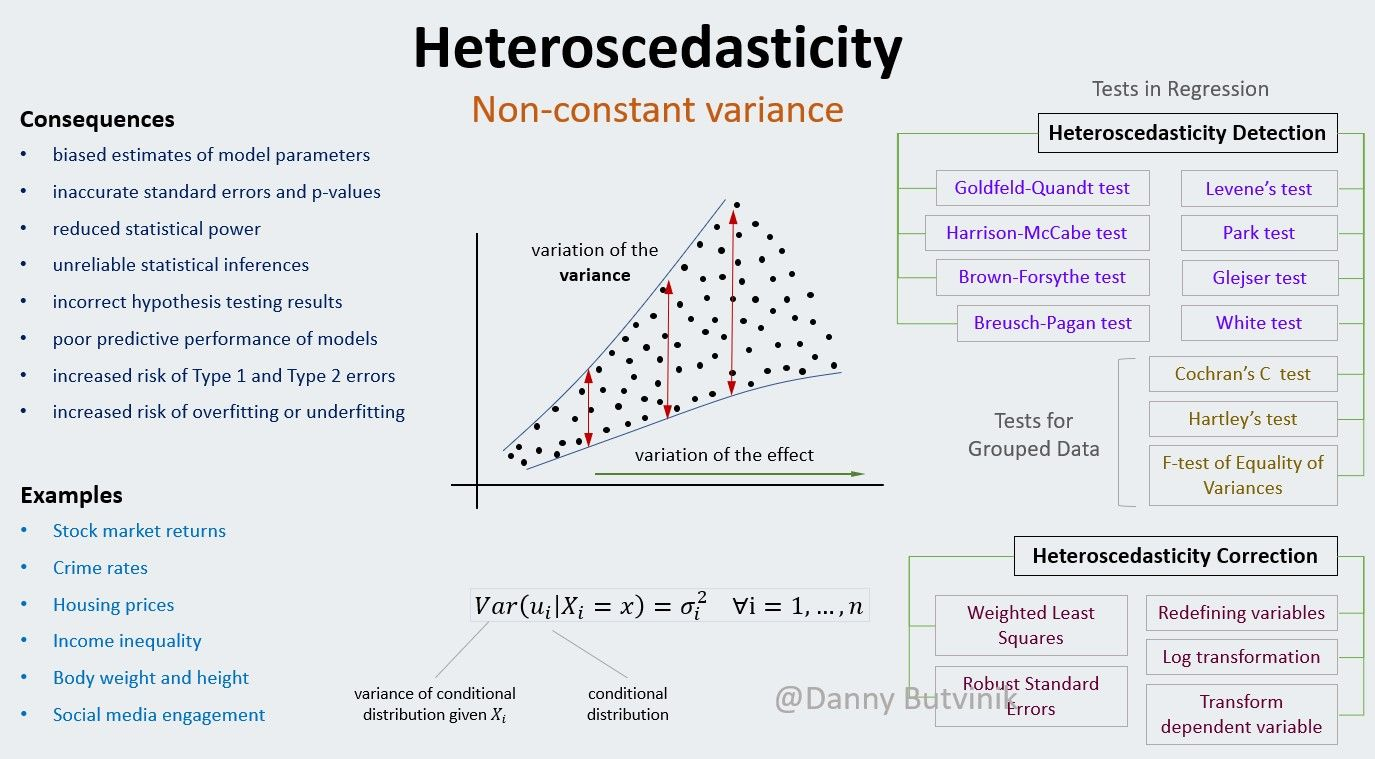 Heteroscedasticity
Non-constant variance
Consequences
• biased estimates of model parameters
• inaccurate standard errors and p-values
• reduced statistical power
• unreliable statistical inferences
• incorrect hypothesis testing results
• poor predictive performance of models
• increased risk of Type 1 and Type 2 errors
• increased risk of overfitting or underfitting
Examples
• Stock market returns
• Crime rates
• Housing prices
• Income inequality
• Body weight and height
• Social media engagement
variation of the
variance
variation of the effect
Var(uᵢ|Xᵢ = x) = σᵢ² ∀i = 1, …, n
variance of conditional
distribution given Xᵢ
conditional
distribution
Tests in Regression
Heteroscedasticity Detection
Goldfeld-Quandt test
Levene’s test
Harrison-McCabe test
Park test
Brown-Forsythe test
Glejser test
Breusch-Pagan test
White test
Tests for
Grouped Data
Cochran’s C test
Hartley’s test
F-test of Equality of
Variances
Heteroscedasticity Correction
Weighted Least
Squares
Redefining variables
Log transformation
Robust Standard
Errors
Transform
dependent variable
@Danny Butvinik